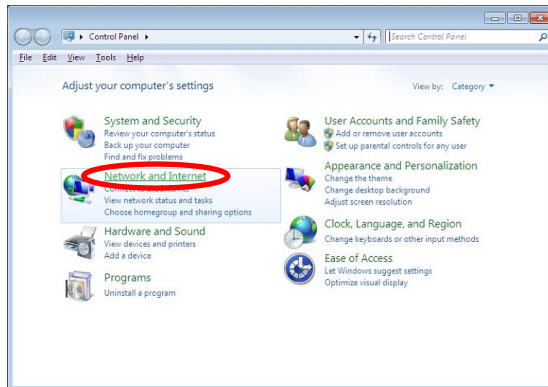 Control Panel
Search Control Panel
File Edit View Tools Help
Adjust your computer's settings
View by: Category
System and Security
Review your computer's status
Back up your computer
Find and fix problems
Network and Internet
View network status and tasks
Choose homegroup and sharing options
Hardware and Sound
View devices and printers
Add a device
Programs
Uninstall a program
User Accounts and Family Safety
Add or remove user accounts
Set up parental controls for any user
Appearance and Personalization
Change the theme
Change desktop background
Adjust screen resolution
Clock, Language, and Region
Change keyboards or other input methods
Ease of Access
Let Windows suggest settings
Optimize visual display